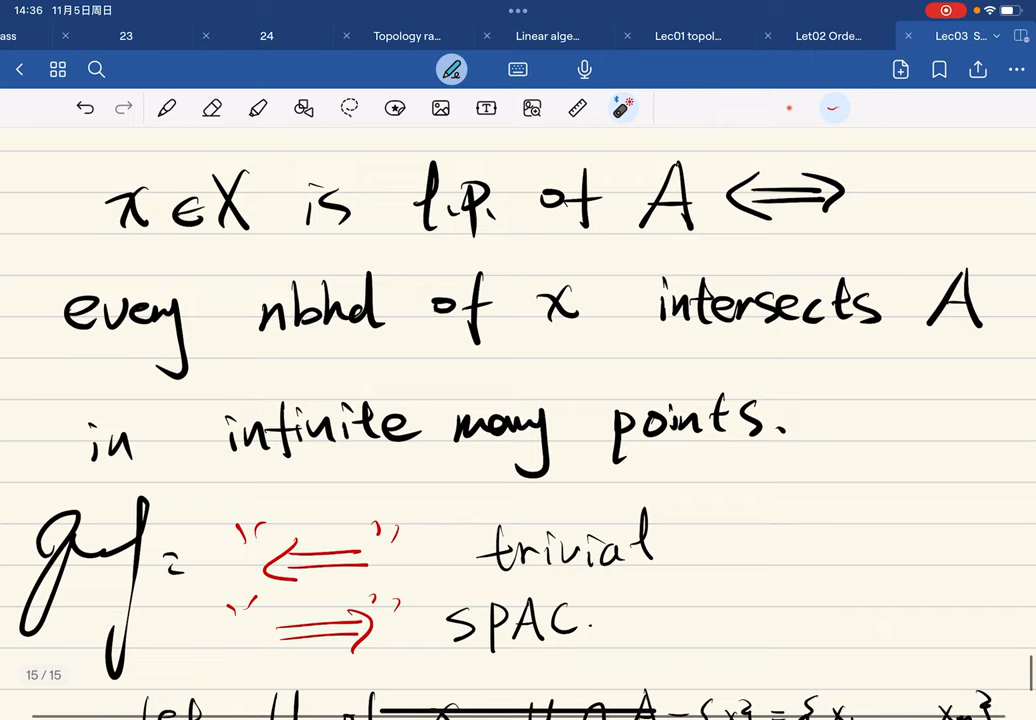 14:36 11月5日周日
ass
23
24
Topology ra...
Linear alge...
Lec01 topol...
Let02 Orde...
Lec03 S...
x ∈ X is l.p. of A ⟺
every nbhd of x intersects A
in infinite many points.
pf:
"⟸" trivial
"⟹" SPAC.
15/15